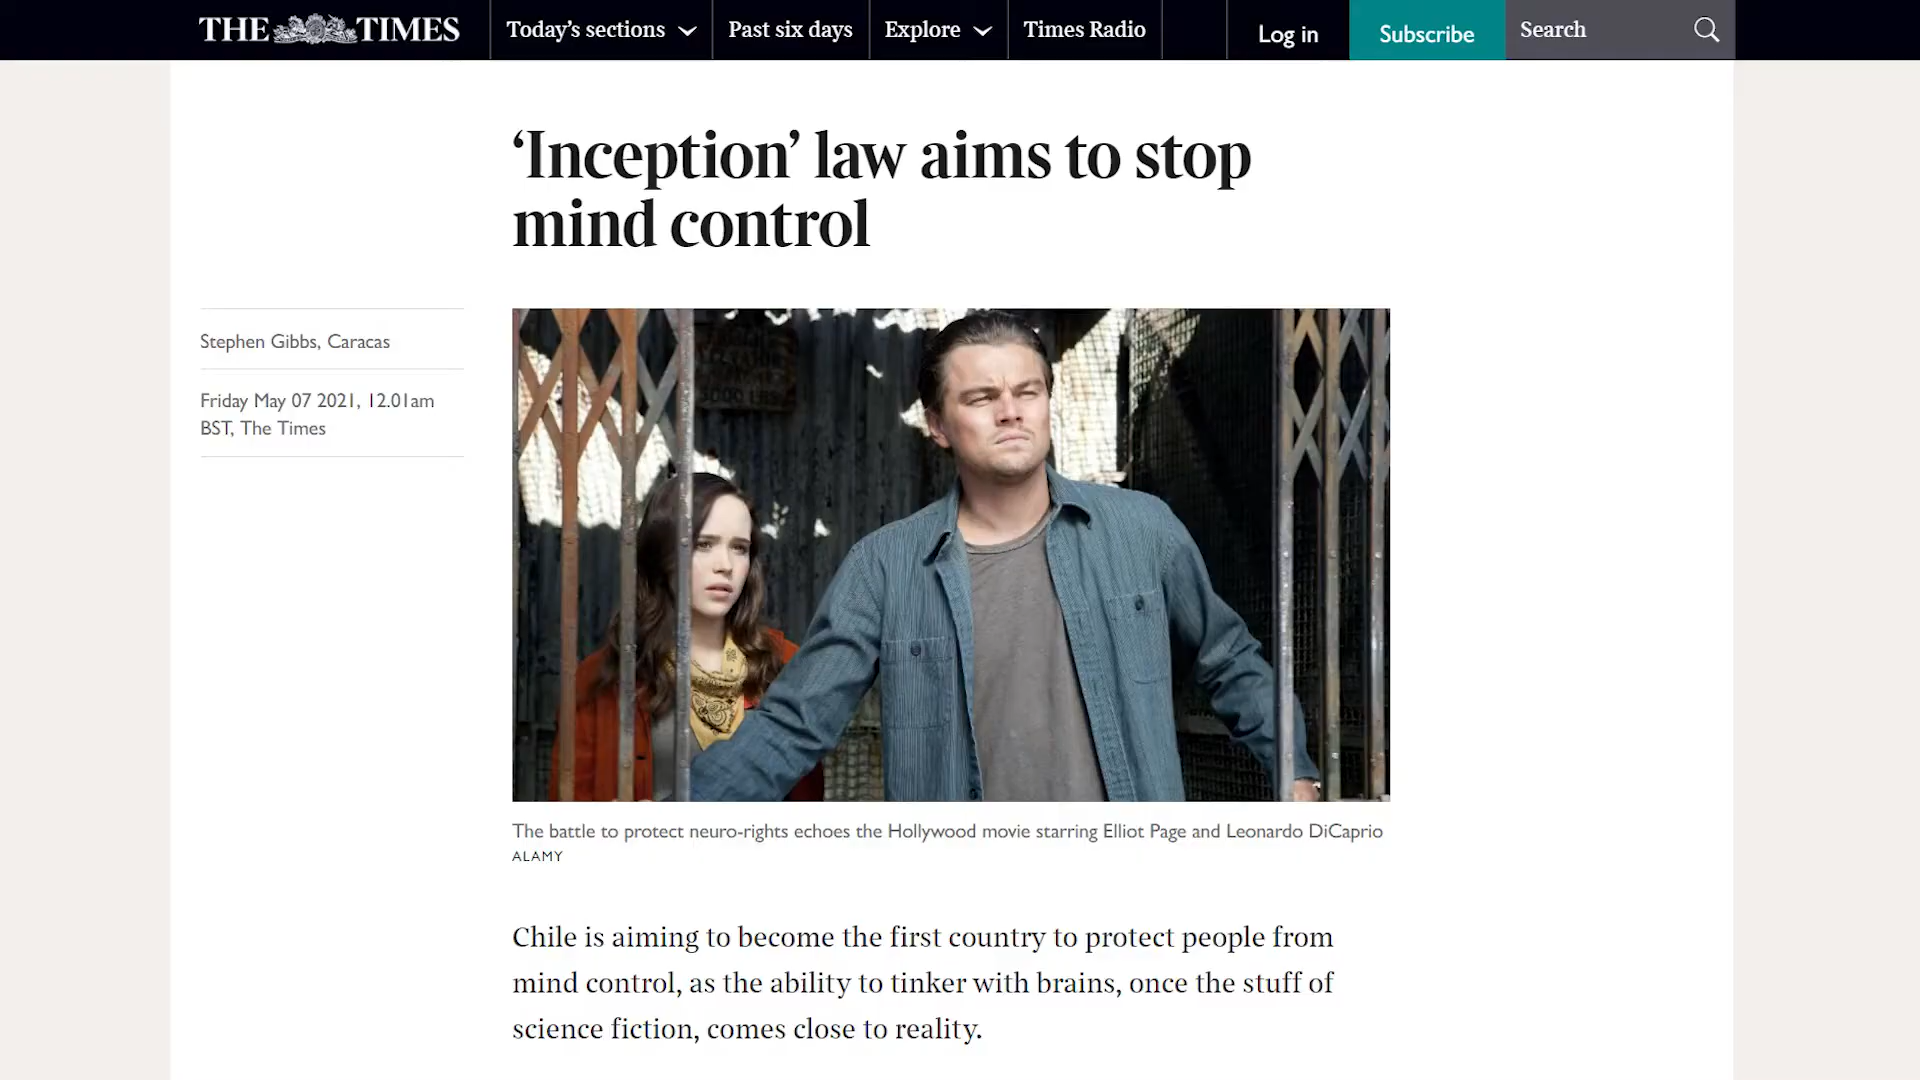 THE TIMES
Today’s sections
Past six days
Explore
Times Radio
Log in
Subscribe
Search
‘Inception’ law aims to stop
mind control
Stephen Gibbs, Caracas
Friday May 07 2021, 12.01am
BST, The Times
The battle to protect neuro-rights echoes the Hollywood movie starring Elliot Page and Leonardo DiCaprio
ALAMY
Chile is aiming to become the first country to protect people from
mind control, as the ability to tinker with brains, once the stuff of
science fiction, comes close to reality.